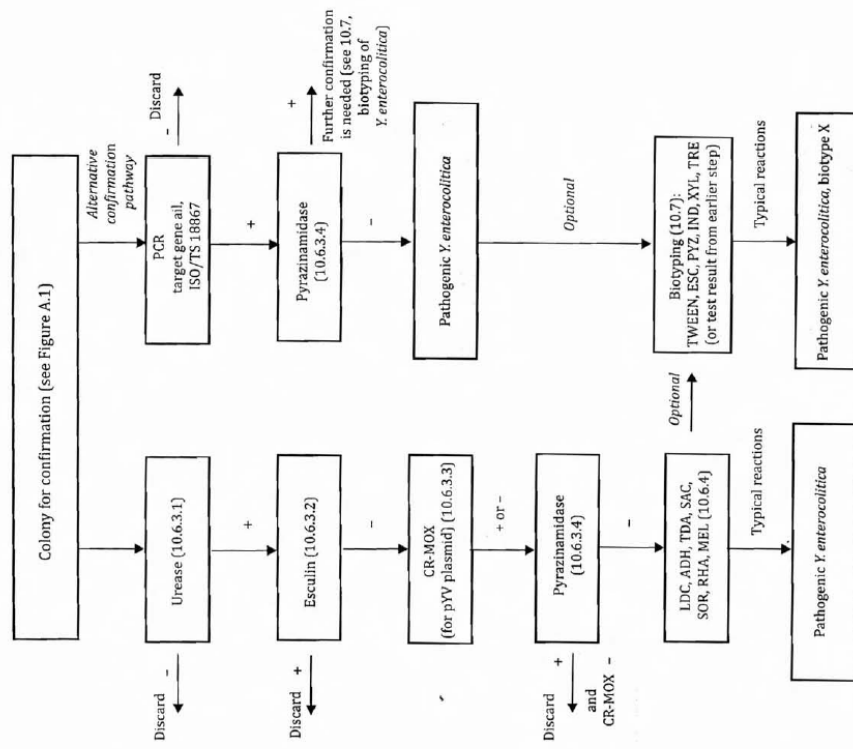 Colony for confirmation (see Figure A.1)
Alternative
confirmation
pathway
Discard
–
Urease (10.6.3.1)
+
PCR
target gene ail,
ISO/TS 18867
–
Discard
+
Discard
+
Esculin (10.6.3.2)
–
Pyrazinamidase
(10.6.3.4)
+
Further confirmation
is needed (see 10.7,
biotyping of
Y. enterocolitica)
–
CR-MOX
(for pYV plasmid) (10.6.3.3)
+ or –
Pathogenic Y. enterocolitica
Discard
+
and
CR-MOX –
Pyrazinamidase
(10.6.3.4)
–
Optional
LDC, ADH, TDA, SAC,
SOR, RHA, MEL (10.6.4)
Optional
Biotyping (10.7):
TWEEN, ESC, PYZ, IND, XYL, TRE
(or test result from earlier step)
Typical reactions
Typical reactions
Pathogenic Y. enterocolitica
Pathogenic Y. enterocolitica, biotype X